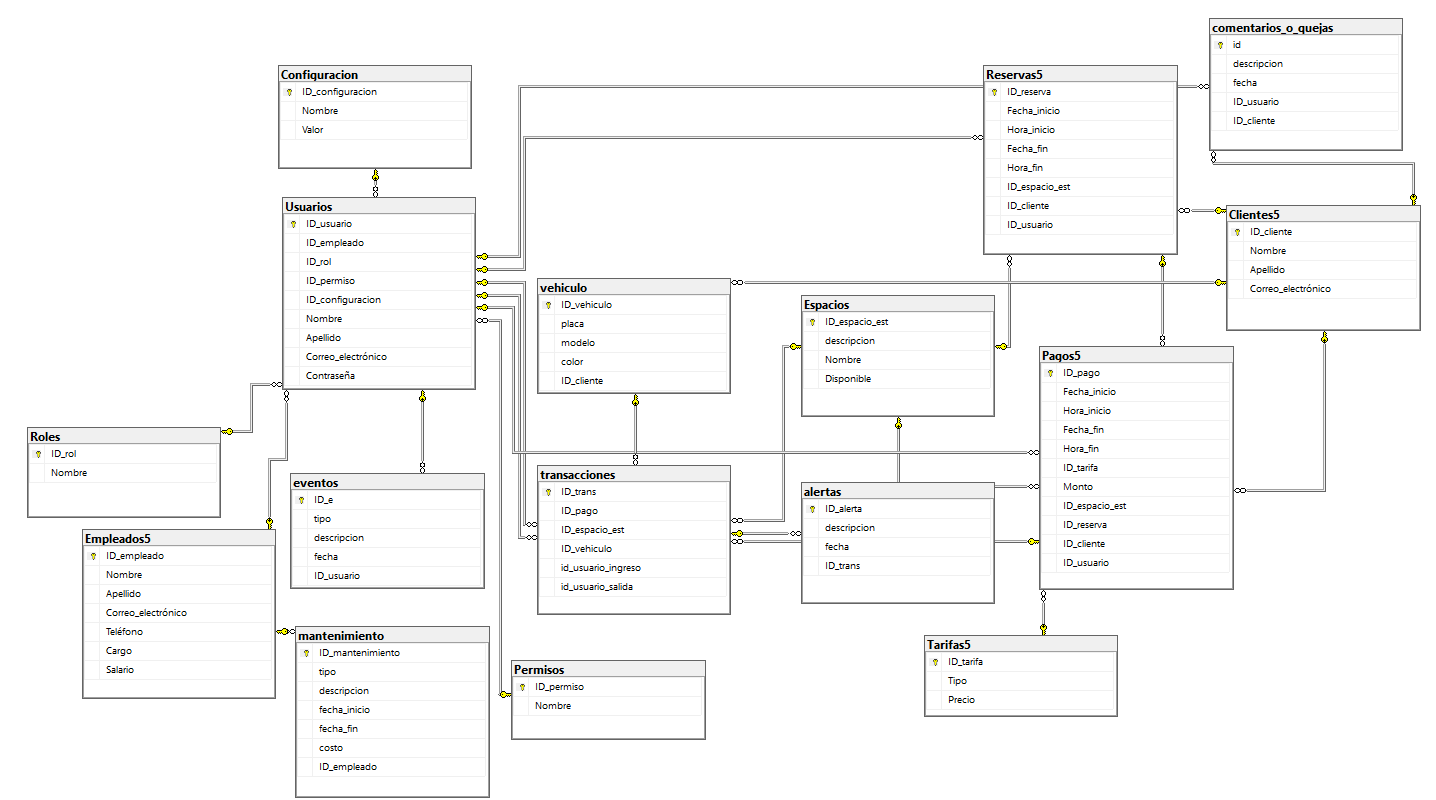 comentarios_o_quejas
id
descripcion
fecha
ID_usuario
ID_cliente
Configuracion
ID_configuracion
Nombre
Valor
Reservas5
ID_reserva
Fecha_inicio
Hora_inicio
Fecha_fin
Hora_fin
ID_espacio_est
ID_cliente
ID_usuario
Usuarios
ID_usuario
ID_empleado
ID_rol
ID_permiso
ID_configuracion
Nombre
Apellido
Correo_electrónico
Contraseña
Clientes5
ID_cliente
Nombre
Apellido
Correo_electrónico
vehiculo
ID_vehiculo
placa
modelo
color
ID_cliente
Espacios
ID_espacio_est
descripcion
Nombre
Disponible
Pagos5
ID_pago
Fecha_inicio
Hora_inicio
Fecha_fin
Hora_fin
ID_tarifa
Monto
ID_espacio_est
ID_reserva
ID_cliente
ID_usuario
Roles
ID_rol
Nombre
eventos
ID_e
tipo
descripcion
fecha
ID_usuario
transacciones
ID_trans
ID_pago
ID_espacio_est
ID_vehiculo
id_usuario_ingreso
id_usuario_salida
alertas
ID_alerta
descripcion
fecha
ID_trans
Empleados5
ID_empleado
Nombre
Apellido
Correo_electrónico
Teléfono
Cargo
Salario
mantenimiento
ID_mantenimiento
tipo
descripcion
fecha_inicio
fecha_fin
costo
ID_empleado
Permisos
ID_permiso
Nombre
Tarifas5
ID_tarifa
Tipo
Precio